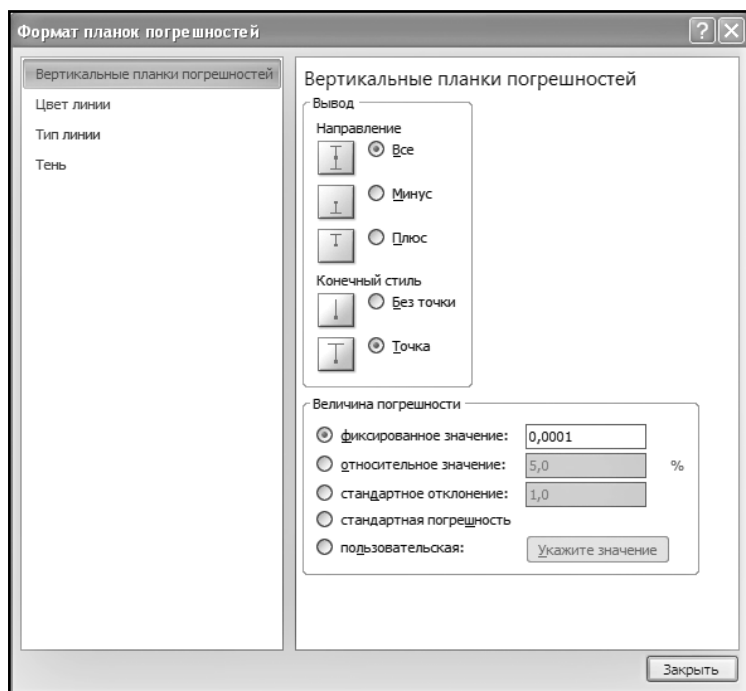 Формат планок погрешностей
Вертикальные планки погрешностей
Цвет линии
Тип линии
Тень
Вертикальные планки погрешностей
Вывод
Направление
Все
Минус
Плюс
Конечный стиль
Без точки
Точка
Величина погрешности
фиксированное значение: 0,0001
относительное значение: 5,0 %
стандартное отклонение: 1,0
стандартная погрешность
пользовательская: Укажите значение
Закрыть